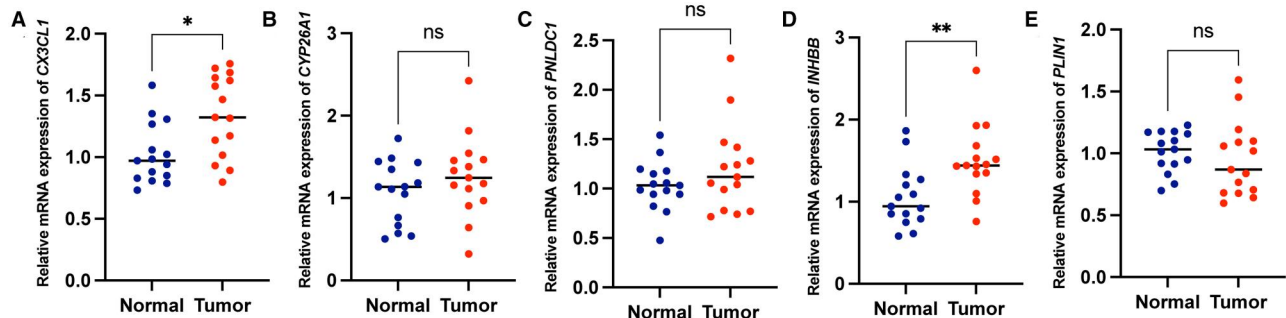 A
Relative mRNA expression of CX3CL1
2.0
1.5
1.0
0.5
0.0
*
Normal Tumor
B
Relative mRNA expression of CYP26A1
3
2
1
0
ns
Normal Tumor
C
Relative mRNA expression of PNLDC1
2.5
2.0
1.5
1.0
0.5
0.0
ns
Normal Tumor
D
Relative mRNA expression of INHBB
3
2
1
0
**
Normal Tumor
E
Relative mRNA expression of PLIN1
2.0
1.5
1.0
0.5
0.0
ns
Normal Tumor